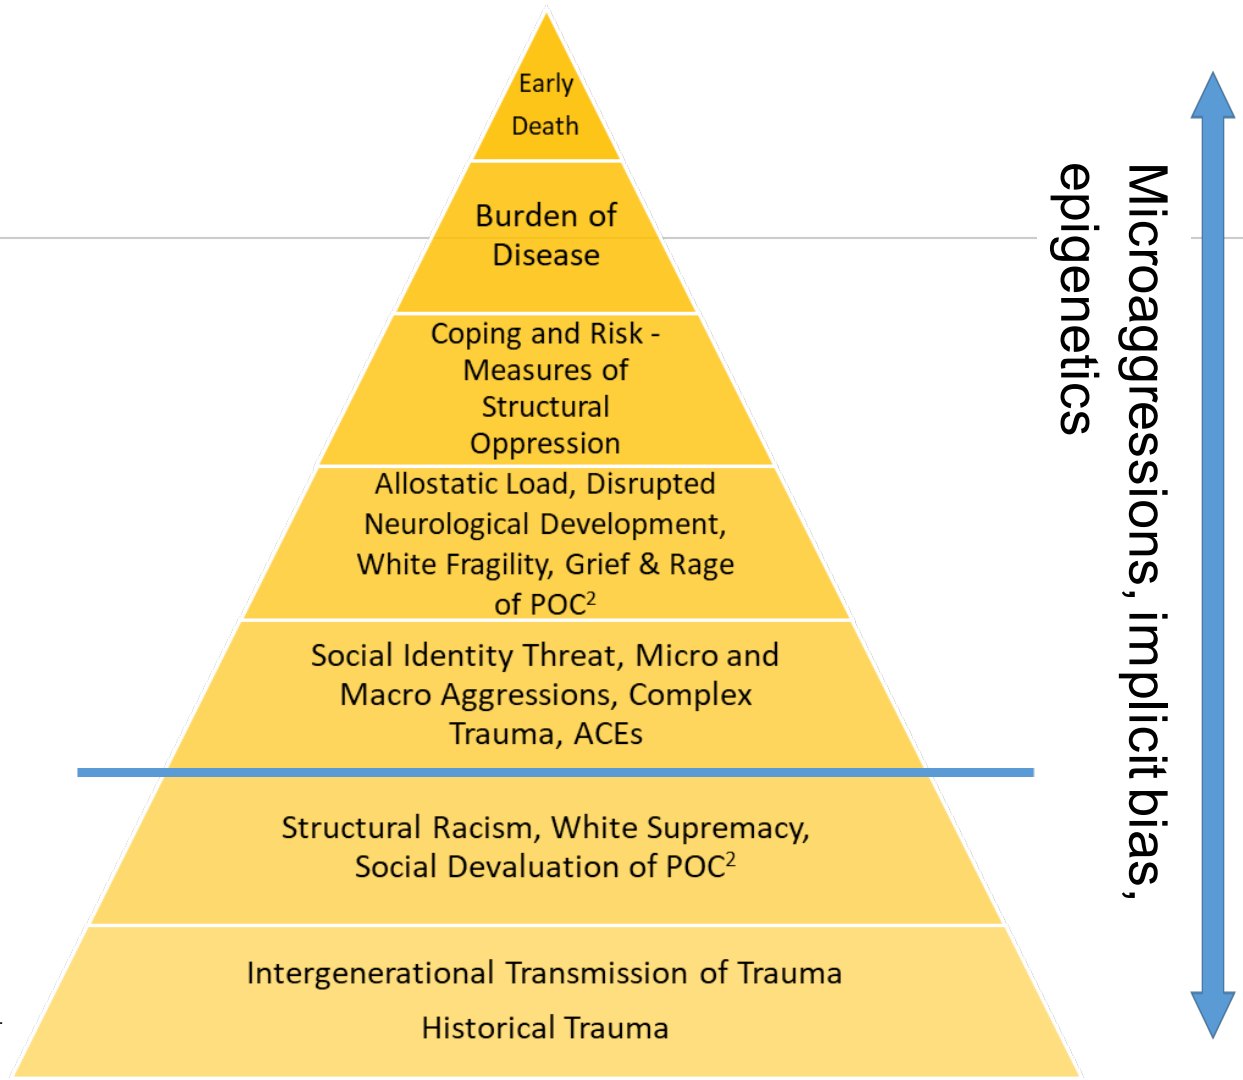 Early
Death
Burden of
Disease
Coping and Risk -
Measures of
Structural
Oppression
Allostatic Load, Disrupted
Neurological Development,
White Fragility, Grief & Rage
of POC²
Social Identity Threat, Micro and
Macro Aggressions, Complex
Trauma, ACEs
Structural Racism, White Supremacy,
Social Devaluation of POC²
Intergenerational Transmission of Trauma
Historical Trauma
Microaggressions, implicit bias,
epigenetics